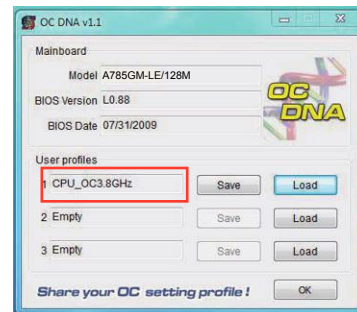 OC DNA v1.1
Mainboard
Model A785GM-LE/128M
BIOS Version L0.88
BIOS Date 07/31/2009
OC DNA
User profiles
1 CPU_OC3.8GHz Save Load
2 Empty Save Load
3 Empty Save Load
Share your OC setting profile ! OK